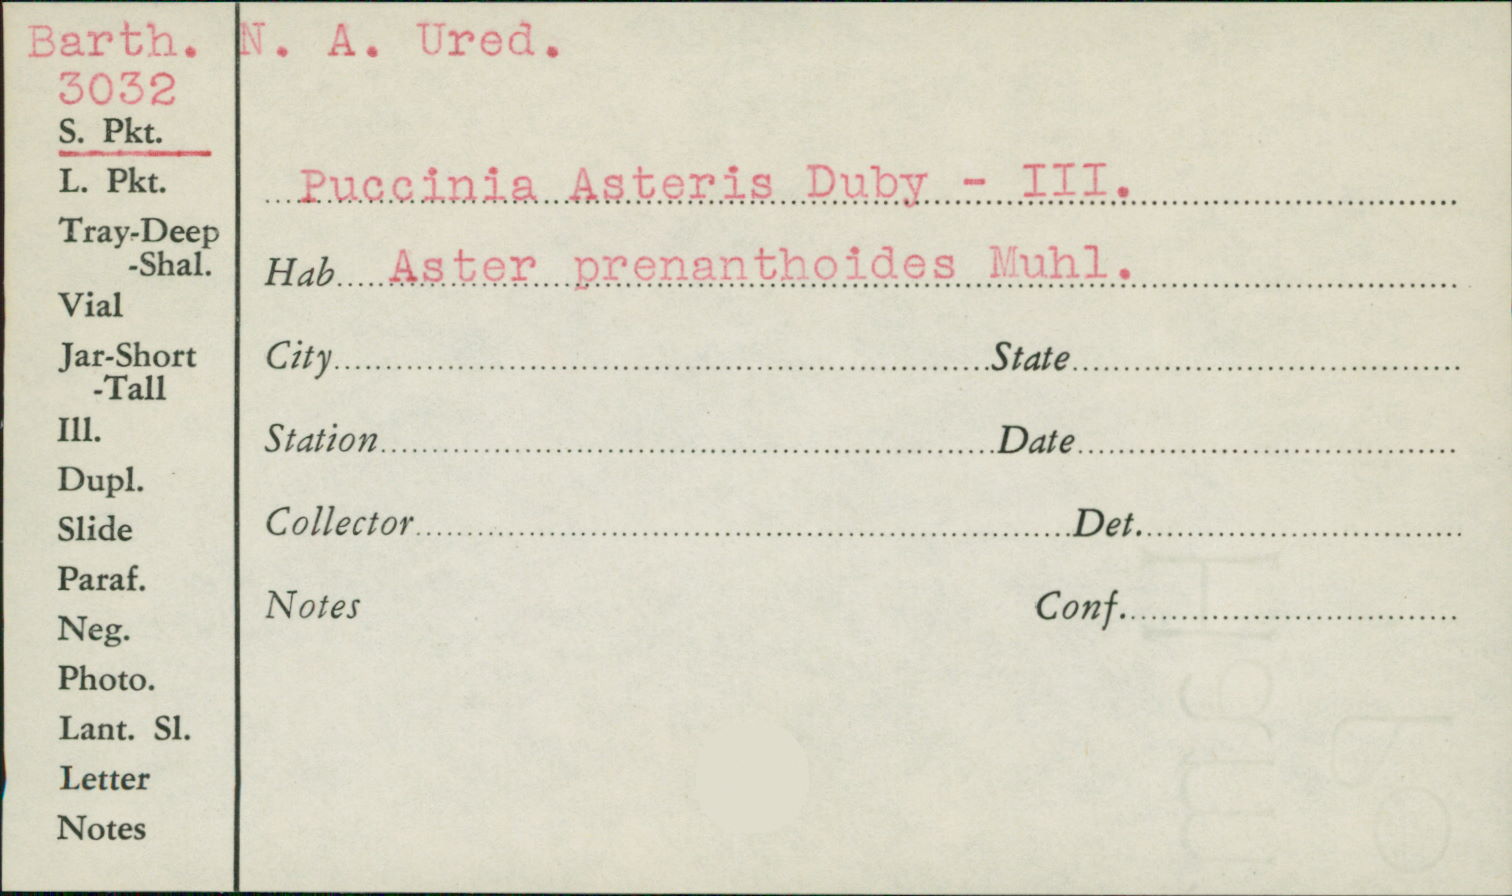 Barth. N. A. Ured.
3032
S. Pkt.
L. Pkt.
Tray-Deep
-Shal.
Vial
Jar-Short
-Tall
Ill.
Dupl.
Slide
Paraf.
Neg.
Photo.
Lant. Sl.
Letter
Notes
Puccinia Asteris Duby - III.
Hab. Aster prenanthoides Muhl.
City State
Station Date
Collector Det.
Notes Conf.